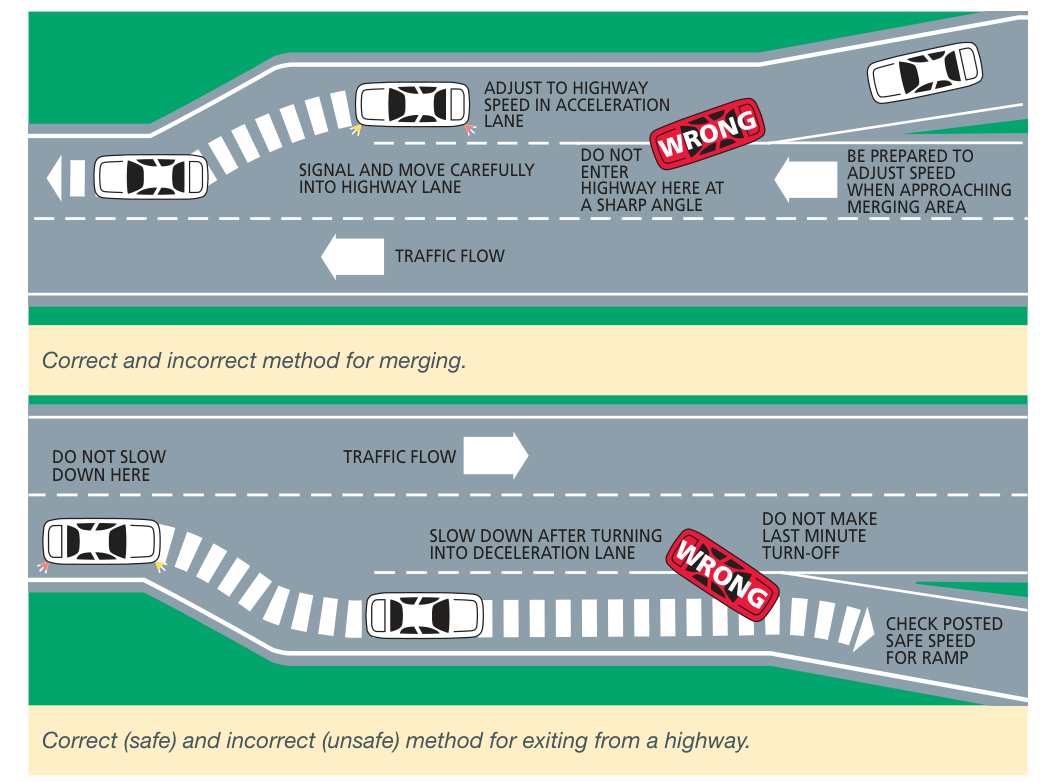 ADJUST TO HIGHWAY
SPEED IN ACCELERATION
LANE
WRONG
SIGNAL AND MOVE CAREFULLY
INTO HIGHWAY LANE
DO NOT
ENTER
HIGHWAY HERE AT
A SHARP ANGLE
BE PREPARED TO
ADJUST SPEED
WHEN APPROACHING
MERGING AREA
TRAFFIC FLOW
Correct and incorrect method for merging.
DO NOT SLOW
DOWN HERE
TRAFFIC FLOW
SLOW DOWN AFTER TURNING
INTO DECELERATION LANE
WRONG
DO NOT MAKE
LAST MINUTE
TURN-OFF
CHECK POSTED
SAFE SPEED
FOR RAMP
Correct (safe) and incorrect (unsafe) method for exiting from a highway.